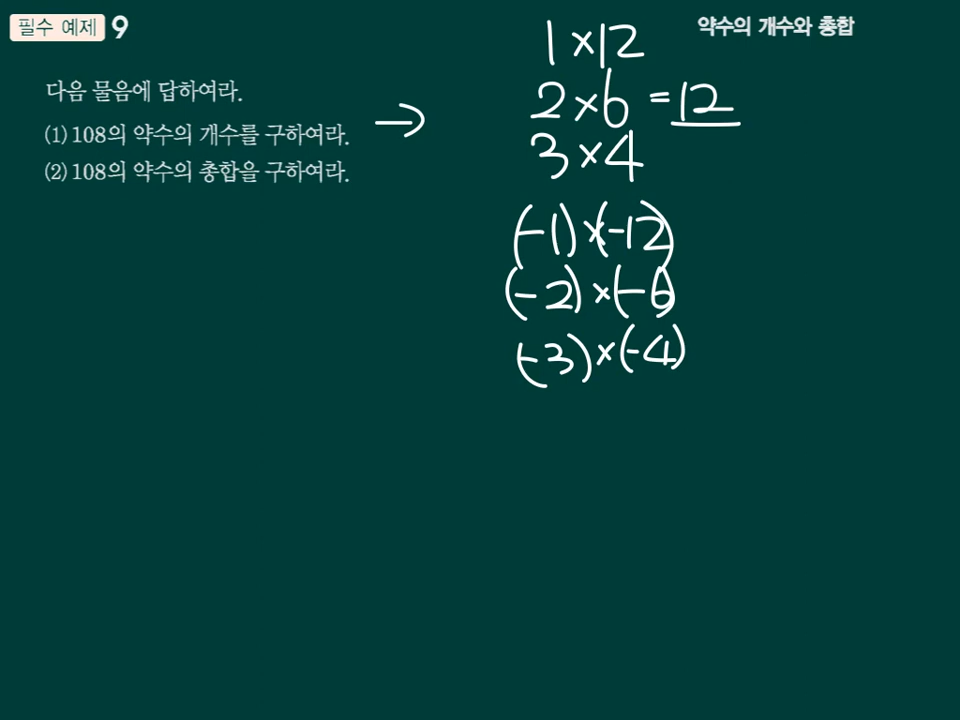 필수 예제 9
약수의 개수와 총합
다음 물음에 답하여라.
(1) 108의 약수의 개수를 구하여라. →
(2) 108의 약수의 총합을 구하여라.
1 × 12
2 × 6 = 12
3 × 4
(-1) × (-12)
(-2) × (-6)
(-3) × (-4)